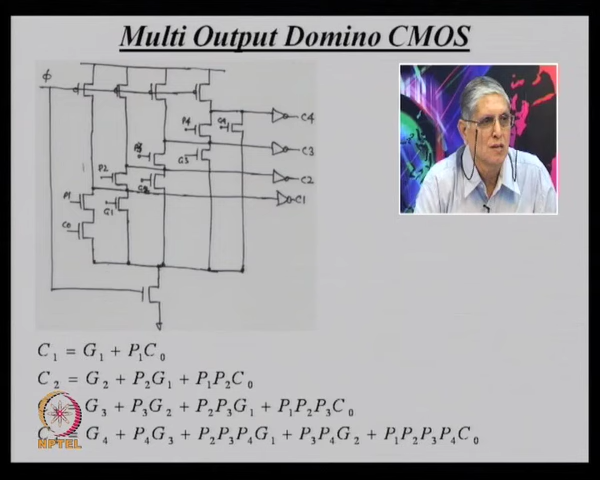 Multi Output Domino CMOS
ϕ
P4 G4 C4
P3 G3 C3
P2 G2 C2
P1 G1 C1
C0
C₁ = G₁ + P₁C₀
C₂ = G₂ + P₂G₁ + P₁P₂C₀
G₃ + P₃G₂ + P₂P₃G₁ + P₁P₂P₃C₀
C = G₄ + P₄G₃ + P₂P₃P₄G₁ + P₃P₄G₂ + P₁P₂P₃P₄C₀
NPTEL